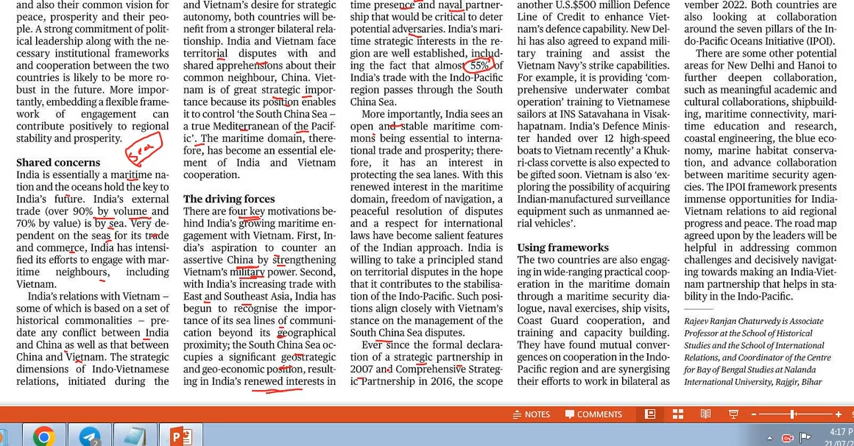 and also their common vision for
peace, prosperity and their peo-
ple. A strong commitment of polit-
ical leadership along with the ne-
cessary institutional frameworks
and cooperation between the two
countries is likely to be more ro-
bust in the future. More impor-
tantly, embedding a flexible frame-
work of engagement can
contribute positively to regional
stability and prosperity.
Sea
Shared concerns
India is essentially a maritime na-
tion and the oceans hold the key to
India's future. India's external
trade (over 90% by volume and
70% by value) is by sea. Very de-
pendent on the seas for its trade
and commerce, India has intensi-
fied its efforts to engage with mar-
itime neighbours, including
Vietnam.
India's relations with Vietnam –
some of which is based on a set of
historical commonalities – pre-
date any conflict between India
and China as well as that between
China and Vietnam. The strategic
dimensions of Indo-Vietnamese
relations, initiated during the
and Vietnam's desire for strategic
autonomy, both countries will be-
nefit from a stronger bilateral rela-
tionship. India and Vietnam face
territorial disputes with and
shared apprehensions about their
common neighbour, China. Viet-
nam is of great strategic impor-
tance because its position enables
it to control 'the South China Sea –
a true Mediterranean of the Pacif-
ic'. The maritime domain, there-
fore, has become an essential ele-
ment of India and Vietnam
cooperation.
The driving forces
There are four key motivations be-
hind India's growing maritime en-
gagement with Vietnam. First, In-
dia's aspiration to counter an
assertive China by strengthening
Vietnam's military power. Second,
with India's increasing trade with
East and Southeast Asia, India has
begun to recognise the impor-
tance of its sea lines of communi-
cation beyond its geographical
proximity; the South China Sea oc-
cupies a significant geostrategic
and geo-economic position, result-
ing in India's renewed interests in
time presence and naval partner-
ship that would be critical to deter
potential adversaries. India's mari-
time strategic interests in the re-
gion are well established, includ-
ing the fact that almost 55% of
India's trade with the Indo-Pacific
region passes through the South
China Sea.
More importantly, India sees an
open and stable maritime com-
mons being essential to interna-
tional trade and prosperity; there-
fore, it has an interest in
protecting the sea lanes. With this
renewed interest in the maritime
domain, freedom of navigation, a
peaceful resolution of disputes
and a respect for international
laws have become salient features
of the Indian approach. India is
willing to take a principled stand
on territorial disputes in the hope
that it contributes to the stabilisa-
tion of the Indo-Pacific. Such posi-
tions align closely with Vietnam's
stance on the management of the
South China Sea disputes.
Ever since the formal declara-
tion of a strategic partnership in
2007 and Comprehensive Strateg-
ic Partnership in 2016, the scope
another U.S.$500 million Defence
Line of Credit to enhance Viet-
nam's defence capability. New Del-
hi has also agreed to expand mili-
tary training and assist the
Vietnam Navy's strike capabilities.
For example, it is providing 'com-
prehensive underwater combat
operation' training to Vietnamese
sailors at INS Satavahana in Visak-
hapatnam. India's Defence Minis-
ter handed over 12 high-speed
boats to Vietnam recently' a Khuk-
ri-class corvette is also expected to
be gifted soon. Vietnam is also 'ex-
ploring the possibility of acquiring
Indian-manufactured surveillance
equipment such as unmanned ae-
rial vehicles'.
Using frameworks
The two countries are also engag-
ing in wide-ranging practical coop-
eration in the maritime domain
through a maritime security dia-
logue, naval exercises, ship visits,
Coast Guard cooperation, and
training and capacity building.
They have found mutual conver-
gences on cooperation in the Indo-
Pacific region and are synergising
their efforts to work in bilateral as
vember 2022. Both countries are
also looking at collaboration
around the seven pillars of the In-
do-Pacific Oceans Initiative (IPOI).
There are some other potential
areas for New Delhi and Hanoi to
further deepen collaboration,
such as meaningful academic and
cultural collaborations, shipbuild-
ing, maritime connectivity, mari-
time education and research,
coastal engineering, the blue eco-
nomy, marine habitat conserva-
tion, and advance collaboration
between maritime security agen-
cies. The IPOI framework presents
immense opportunities for India-
Vietnam relations to aid regional
progress and peace. The road map
agreed upon by the leaders will be
helpful in addressing common
challenges and decisively navigat-
ing towards making an India-Viet-
nam partnership that helps in sta-
bility in the Indo-Pacific.
Rajeev Ranjan Chaturvedy is Associate
Professor at the School of Historical
Studies and the School of International
Relations, and Coordinator of the Centre
for Bay of Bengal Studies at Nalanda
International University, Rajgir, Bihar
NOTES COMMENTS
4:17 P
21/07/2